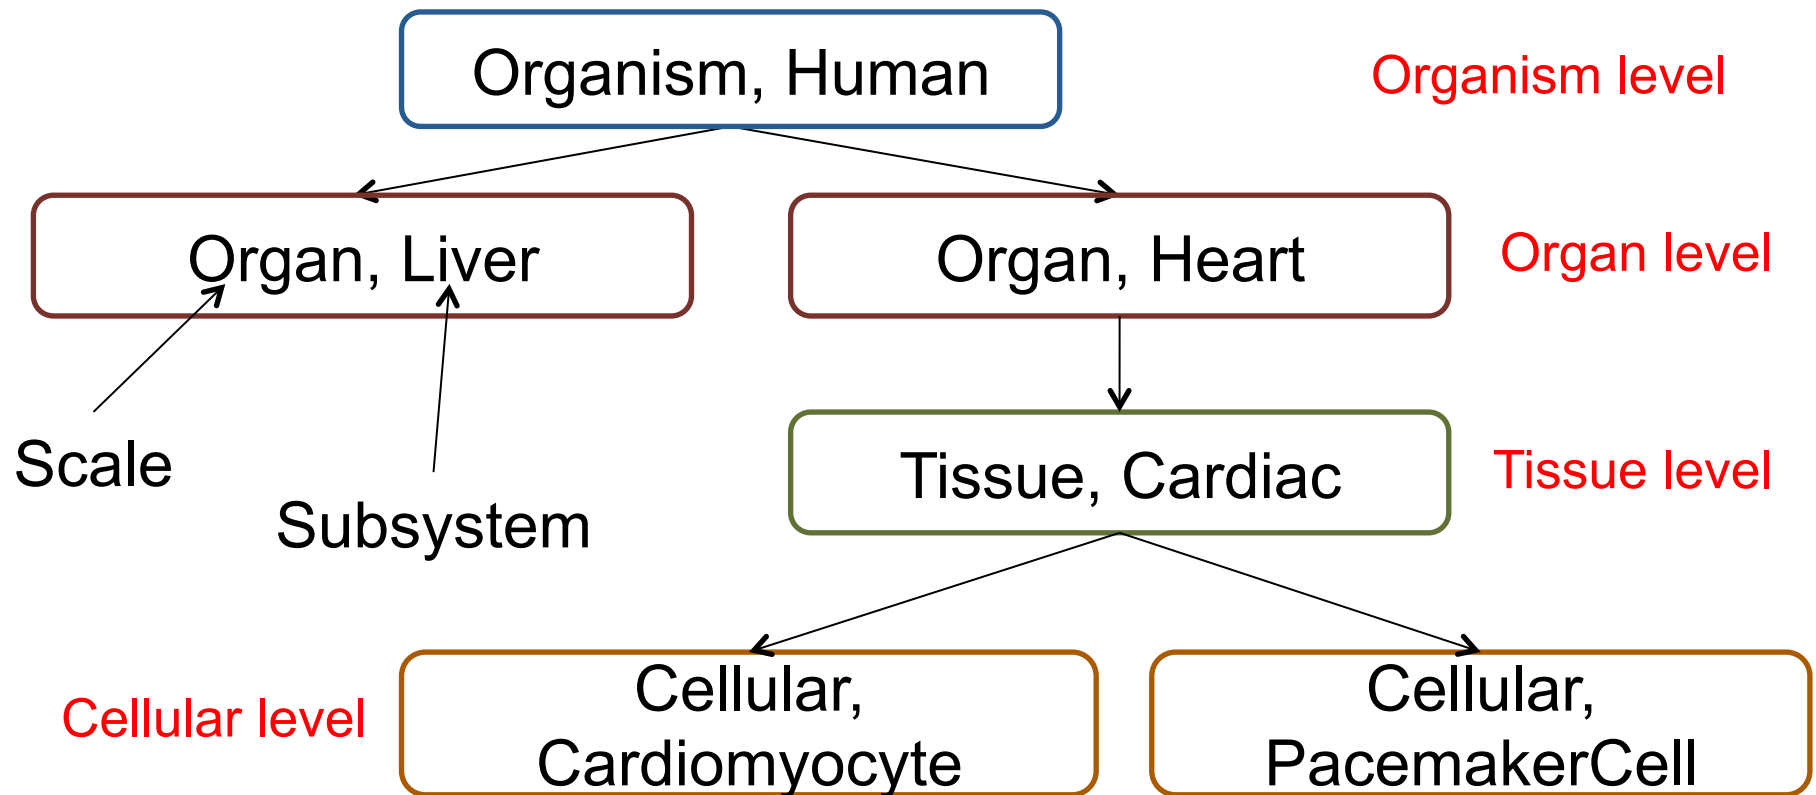 Organism, Human
Organism level
Organ, Liver
Organ, Heart
Organ level
Scale
Subsystem
Tissue, Cardiac
Tissue level
Cellular level
Cellular,
Cardiomyocyte
Cellular,
PacemakerCell